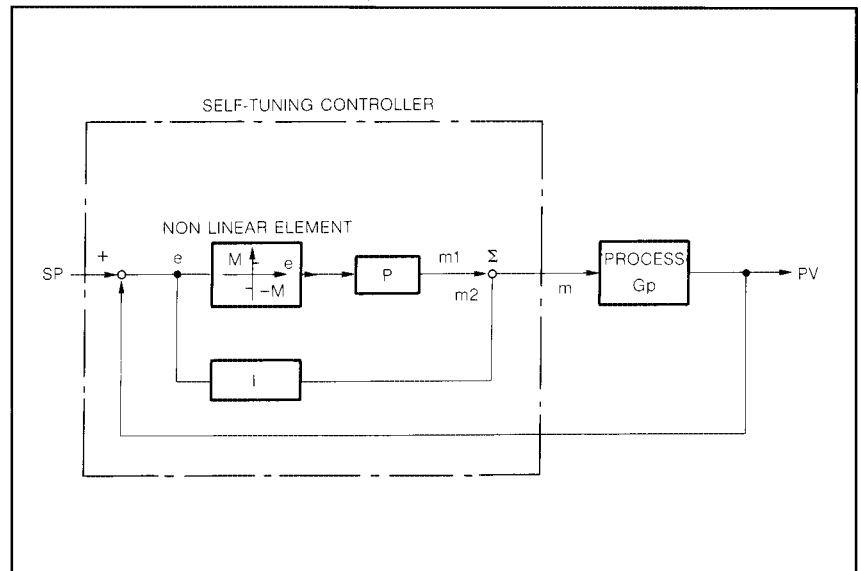 SELF-TUNING CONTROLLER
NON LINEAR ELEMENT
SP
+
e
M
e
-M
P
m1
m2
Σ
m
PROCESS
Gp
PV
I